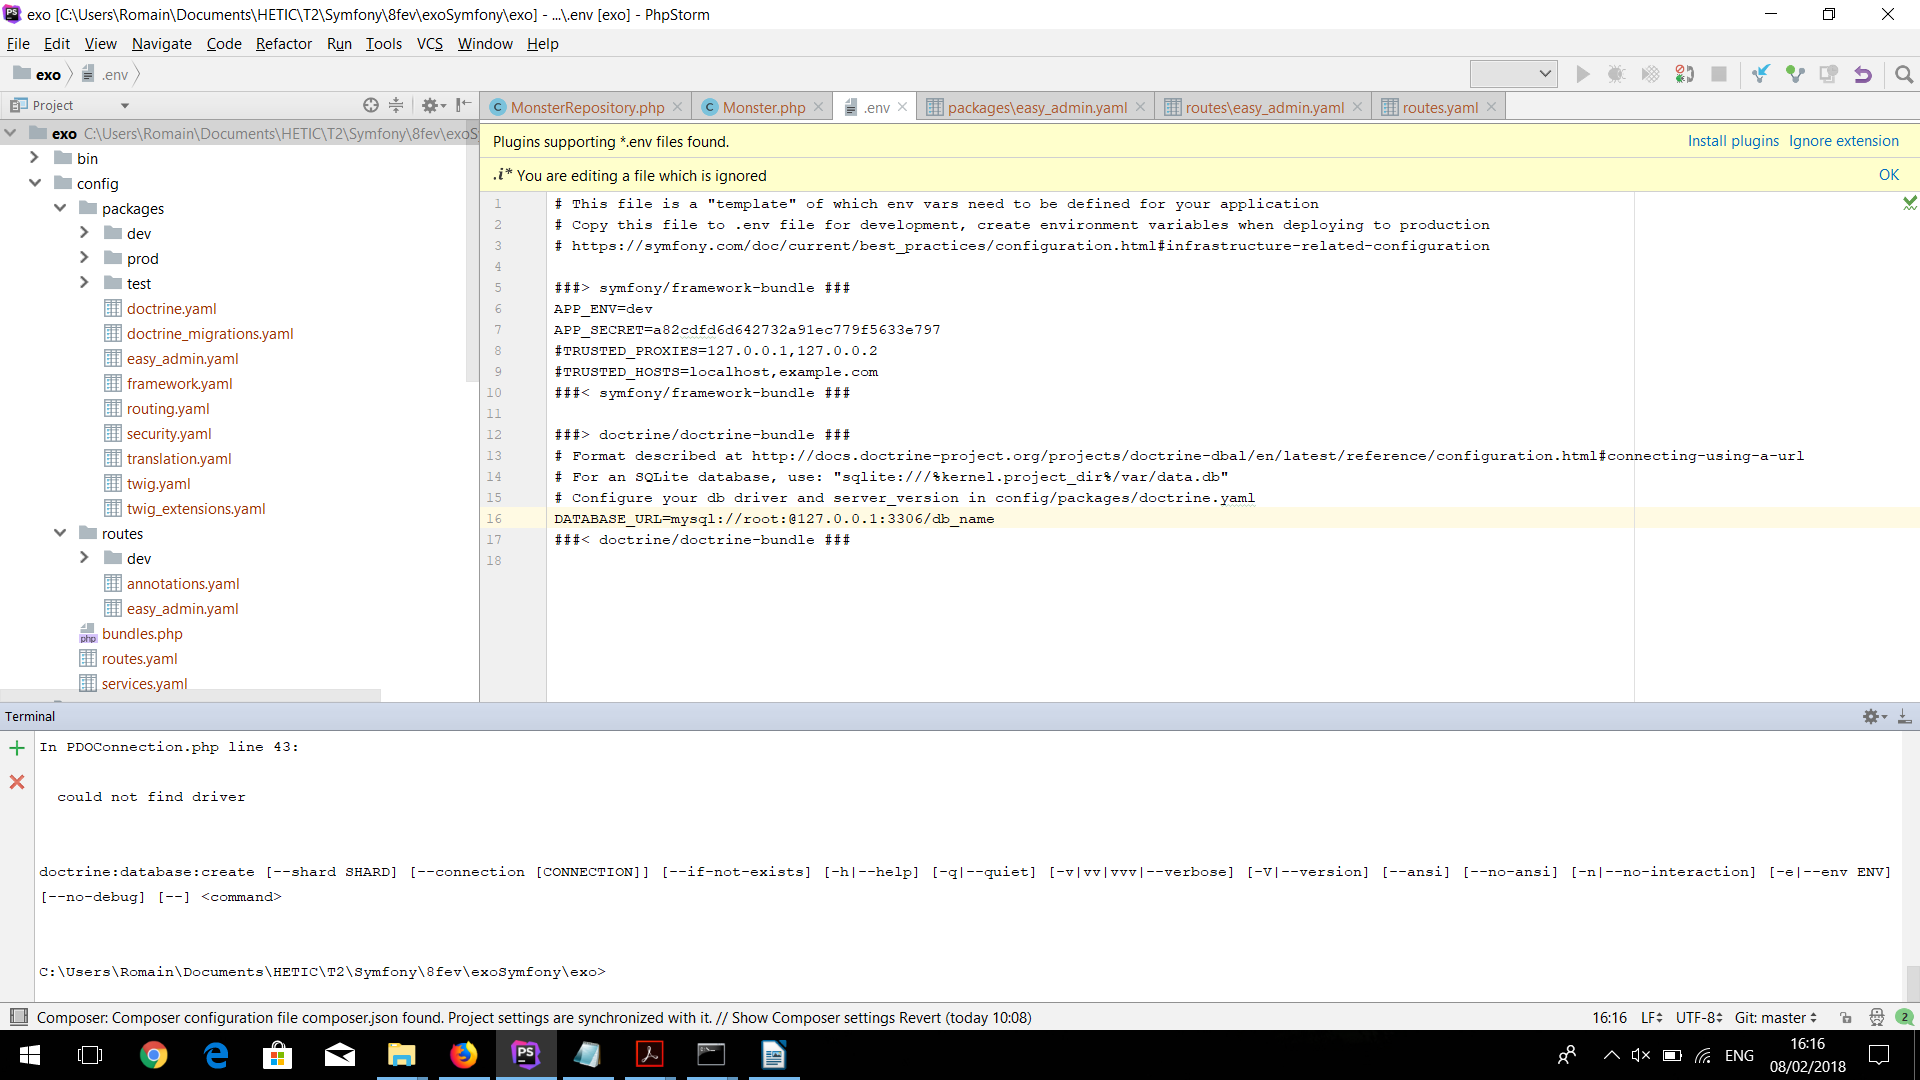 exo [C:\Users\Romain\Documents\HETIC\T2\Symfony\8fev\exoSymfony\exo] - ...\.env [exo] - PhpStorm
File Edit View Navigate Code Refactor Run Tools VCS Window Help
exo .env
Project
MonsterRepository.php Monster.php .env packages\easy_admin.yaml routes\easy_admin.yaml routes.yaml
exo C:\Users\Romain\Documents\HETIC\T2\Symfony\8fev\exoS
bin
config
packages
dev
prod
test
doctrine.yaml
doctrine_migrations.yaml
easy_admin.yaml
framework.yaml
routing.yaml
security.yaml
translation.yaml
twig.yaml
twig_extensions.yaml
routes
dev
annotations.yaml
easy_admin.yaml
bundles.php
routes.yaml
services.yaml
Plugins supporting *.env files found. Install plugins Ignore extension
.i* You are editing a file which is ignored OK
1 # This file is a "template" of which env vars need to be defined for your application
2 # Copy this file to .env file for development, create environment variables when deploying to production
3 # https://symfony.com/doc/current/best_practices/configuration.html#infrastructure-related-configuration
4
5 ###> symfony/framework-bundle ###
6 APP_ENV=dev
7 APP_SECRET=a82cdfd6d642732a91ec779f5633e797
8 #TRUSTED_PROXIES=127.0.0.1,127.0.0.2
9 #TRUSTED_HOSTS=localhost,example.com
10 ###< symfony/framework-bundle ###
11
12 ###> doctrine/doctrine-bundle ###
13 # Format described at http://docs.doctrine-project.org/projects/doctrine-dbal/en/latest/reference/configuration.html#connecting-using-a-url
14 # For an SQLite database, use: "sqlite:///%kernel.project_dir%/var/data.db"
15 # Configure your db driver and server_version in config/packages/doctrine.yaml
16 DATABASE_URL=mysql://root:@127.0.0.1:3306/db_name
17 ###< doctrine/doctrine-bundle ###
18
Terminal
In PDOConnection.php line 43:
could not find driver
doctrine:database:create [--shard SHARD] [--connection [CONNECTION]] [--if-not-exists] [-h|--help] [-q|--quiet] [-v|vv|vvv|--verbose] [-V|--version] [--ansi] [--no-ansi] [-n|--no-interaction] [-e|--env ENV]
[--no-debug] [--] <command>
C:\Users\Romain\Documents\HETIC\T2\Symfony\8fev\exoSymfony\exo>
Composer: Composer configuration file composer.json found. Project settings are synchronized with it. // Show Composer settings Revert (today 10:08) 16:16 LF UTF-8 Git: master 2
ENG 16:16
08/02/2018